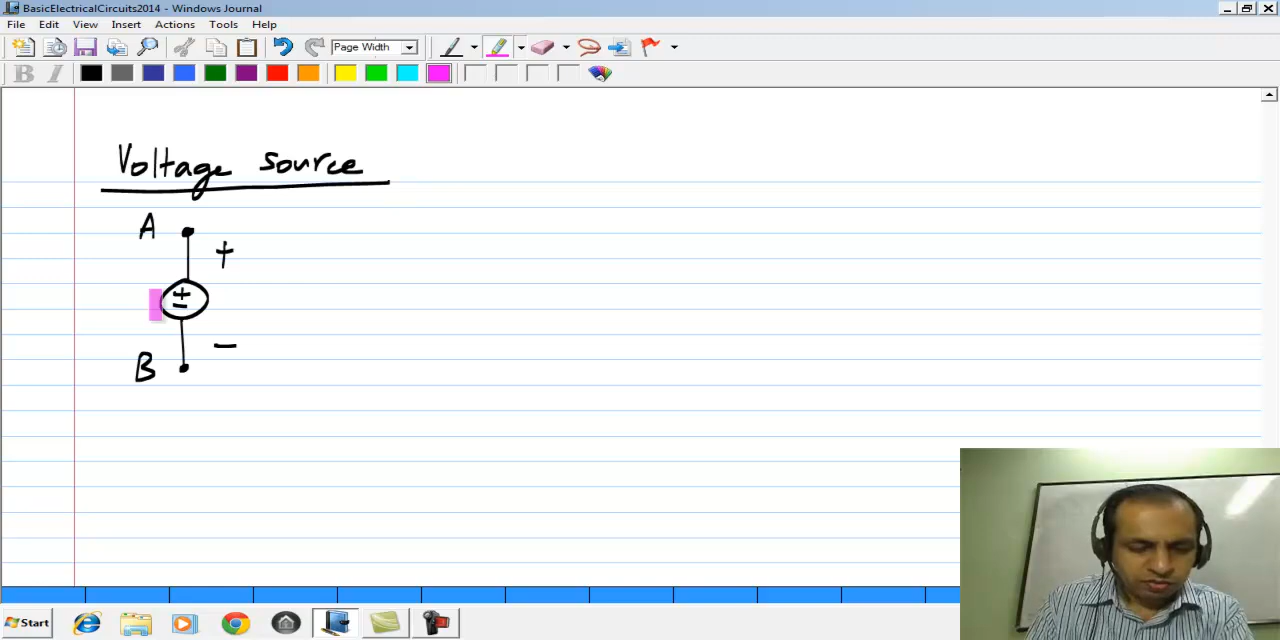 BasicElectricalCircuits2014 - Windows Journal
File Edit View Insert Actions Tools Help
Page Width
B I
Voltage source
A
+
+
−
−
B
Start